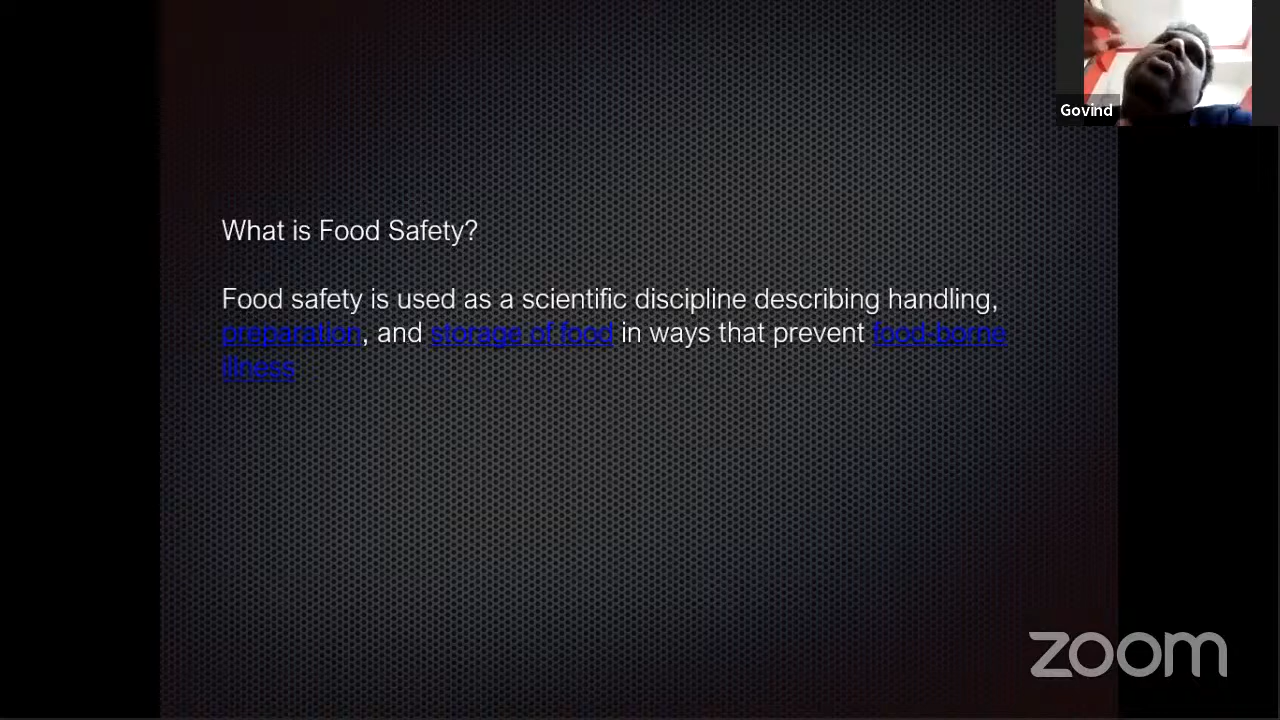 Govind
What is Food Safety?
Food safety is used as a scientific discipline describing handling,
preparation, and storage of food in ways that prevent food-borne
illness
zoom